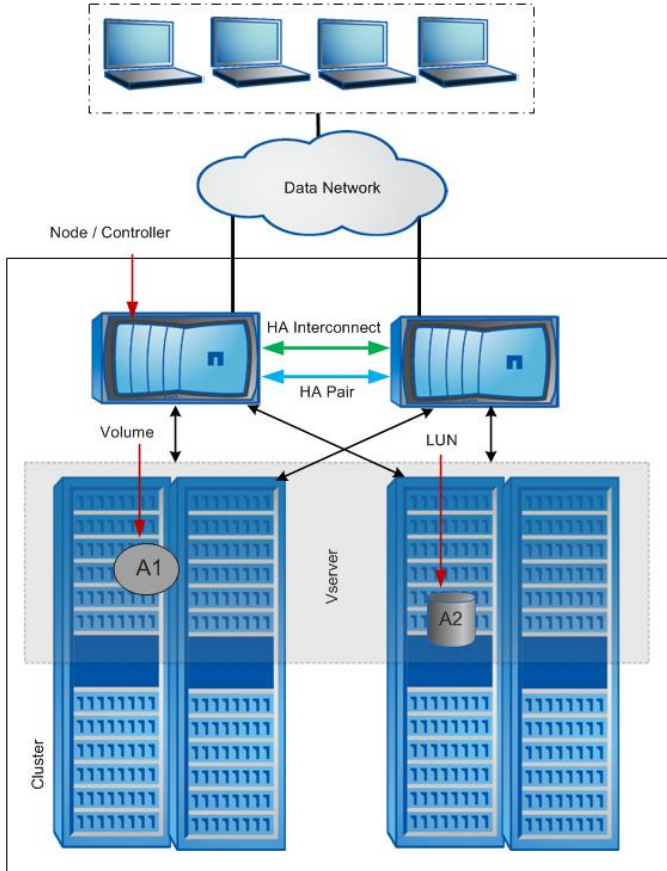 Data Network
Node / Controller
HA Interconnect
HA Pair
Volume
LUN
A1
Vserver
A2
Cluster